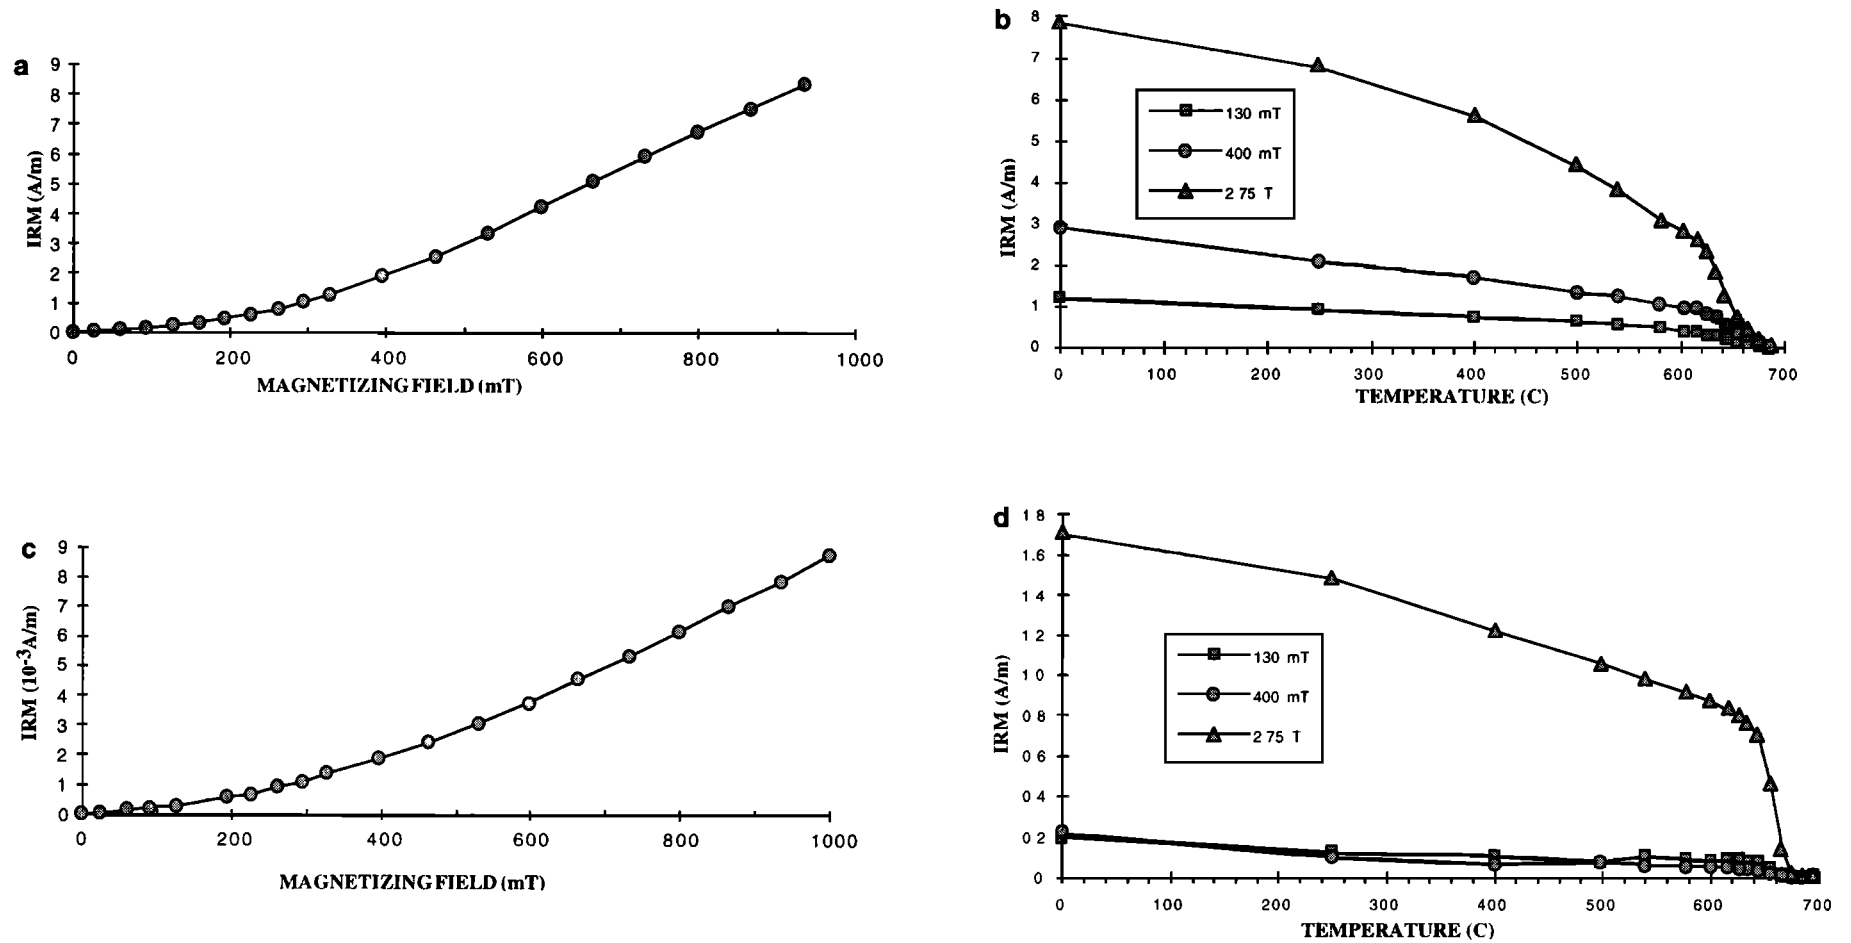 a
9
8
7
6
5
4
3
2
1
0
IRM (A/m)
0 200 400 600 800 1000
MAGNETIZING FIELD (mT)
b
8
7
6
5
4
3
2
1
0
IRM (A/m)
130 mT
400 mT
2 75 T
0 100 200 300 400 500 600 700
TEMPERATURE (C)
c
9
8
7
6
5
4
3
2
1
0
IRM (10-3A/m)
0 200 400 600 800 1000
MAGNETIZING FIELD (mT)
d
1 8
1.6
1 4
1.2
1 0
0 8
0 6
0 4
0 2
0
IRM (A/m)
130 mT
400 mT
2 75 T
0 100 200 300 400 500 600 700
TEMPERATURE (C)